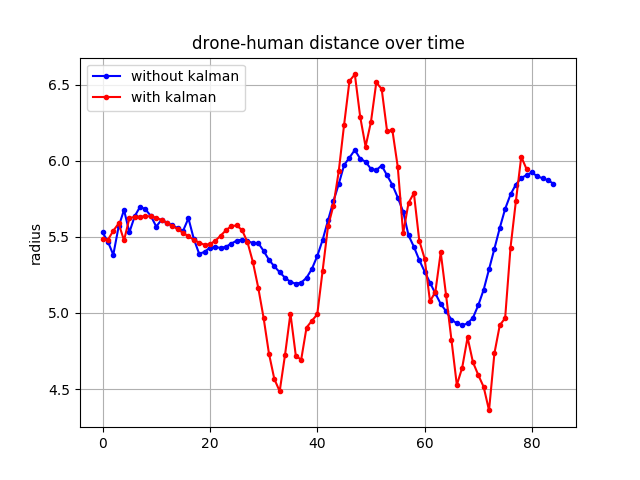 drone-human distance over time
without kalman
with kalman
radius
6.5
6.0
5.5
5.0
4.5
0 20 40 60 80